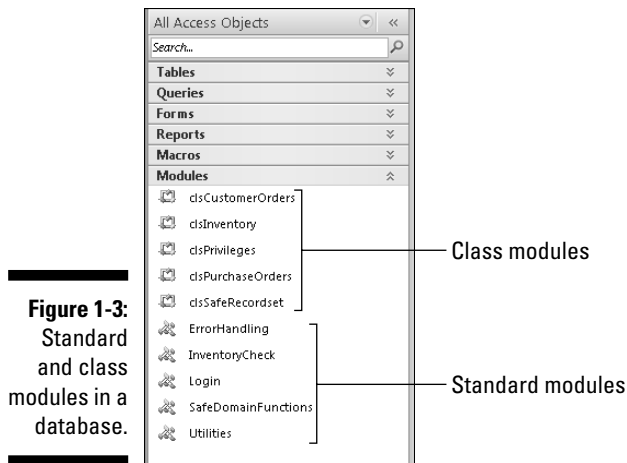 All Access Objects
Search...
Tables
Queries
Forms
Reports
Macros
Modules
clsCustomerOrders
clsInventory
clsPrivileges
clsPurchaseOrders
clsSafeRecordset
ErrorHandling
InventoryCheck
Login
SafeDomainFunctions
Utilities
Class modules
Standard modules
Figure 1-3:
Standard
and class
modules in a
database.